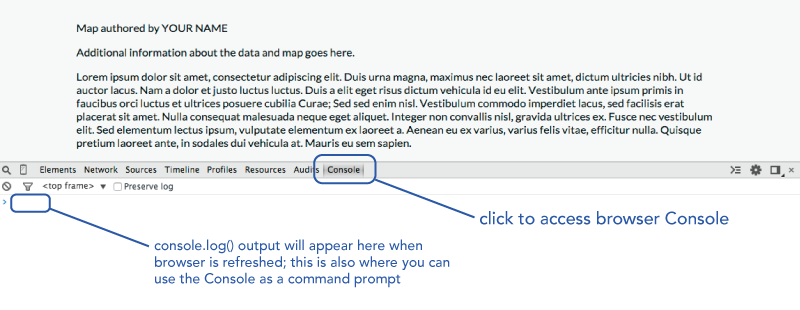 Map authored by YOUR NAME
Additional information about the data and map goes here.
Lorem ipsum dolor sit amet, consectetur adipiscing elit. Duis urna magna, maximus nec laoreet sit amet, dictum ultricies nibh. Ut id
auctor lacus. Nam a dolor et justo luctus luctus. Duis a elit eget risus dictum vehicula id eu elit. Vestibulum ante ipsum primis in
faucibus orci luctus et ultrices posuere cubilia Curae; Sed sed enim nisl. Vestibulum commodo imperdiet lacus, sed facilisis erat
placerat sit amet. Nulla consequat malesuada neque eget aliquet. Integer non convallis nisl, gravida ultrices ex. Fusce nec vestibulum
elit. Sed elementum lectus ipsum, vulputate elementum ex laoreet a. Aenean eu ex varius, varius felis vitae, efficitur nulla. Quisque
pretium laoreet ante, in sodales dui vehicula at. Mauris eu sem sapien.
Elements Network Sources Timeline Profiles Resources Audits Console
<top frame> ▼ Preserve log
click to access browser Console
console.log() output will appear here when
browser is refreshed; this is also where you can
use the Console as a command prompt